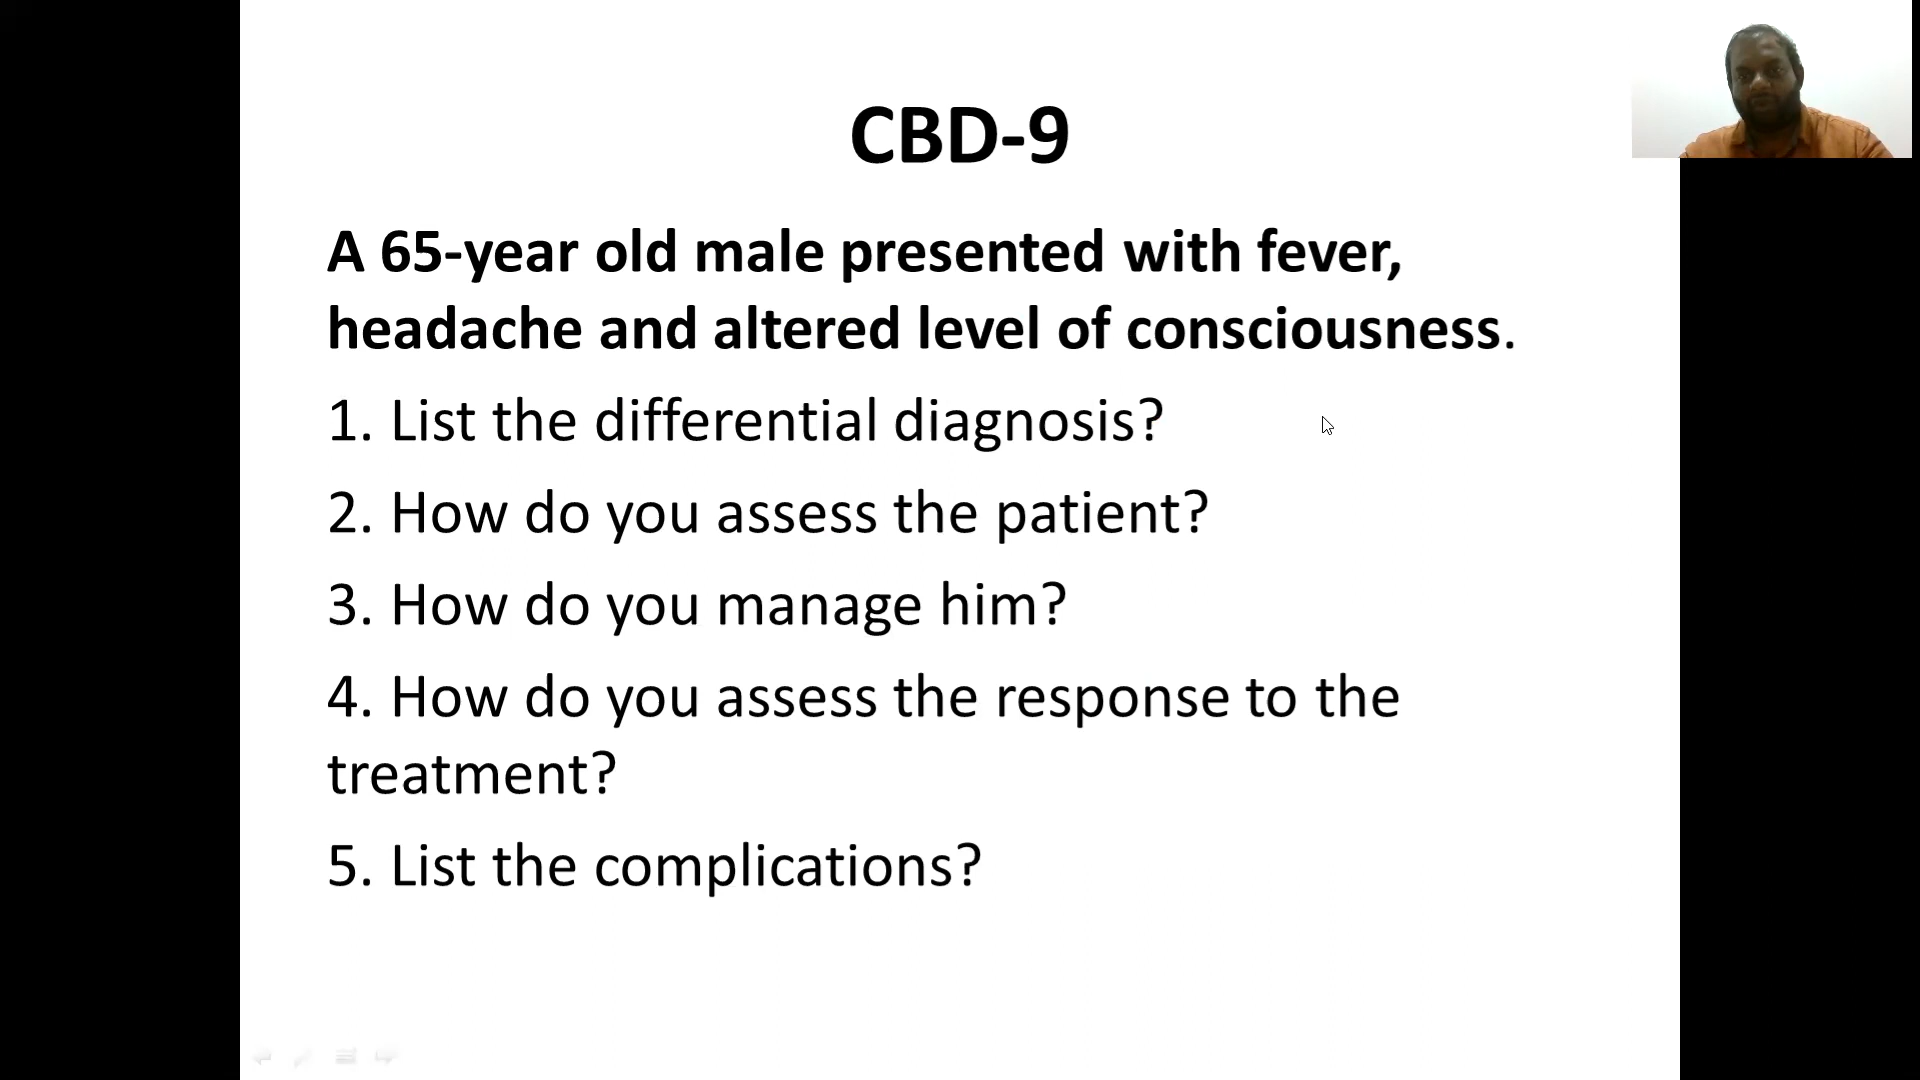 CBD-9
A 65-year old male presented with fever,
headache and altered level of consciousness.
1. List the differential diagnosis?
2. How do you assess the patient?
3. How do you manage him?
4. How do you assess the response to the
treatment?
5. List the complications?